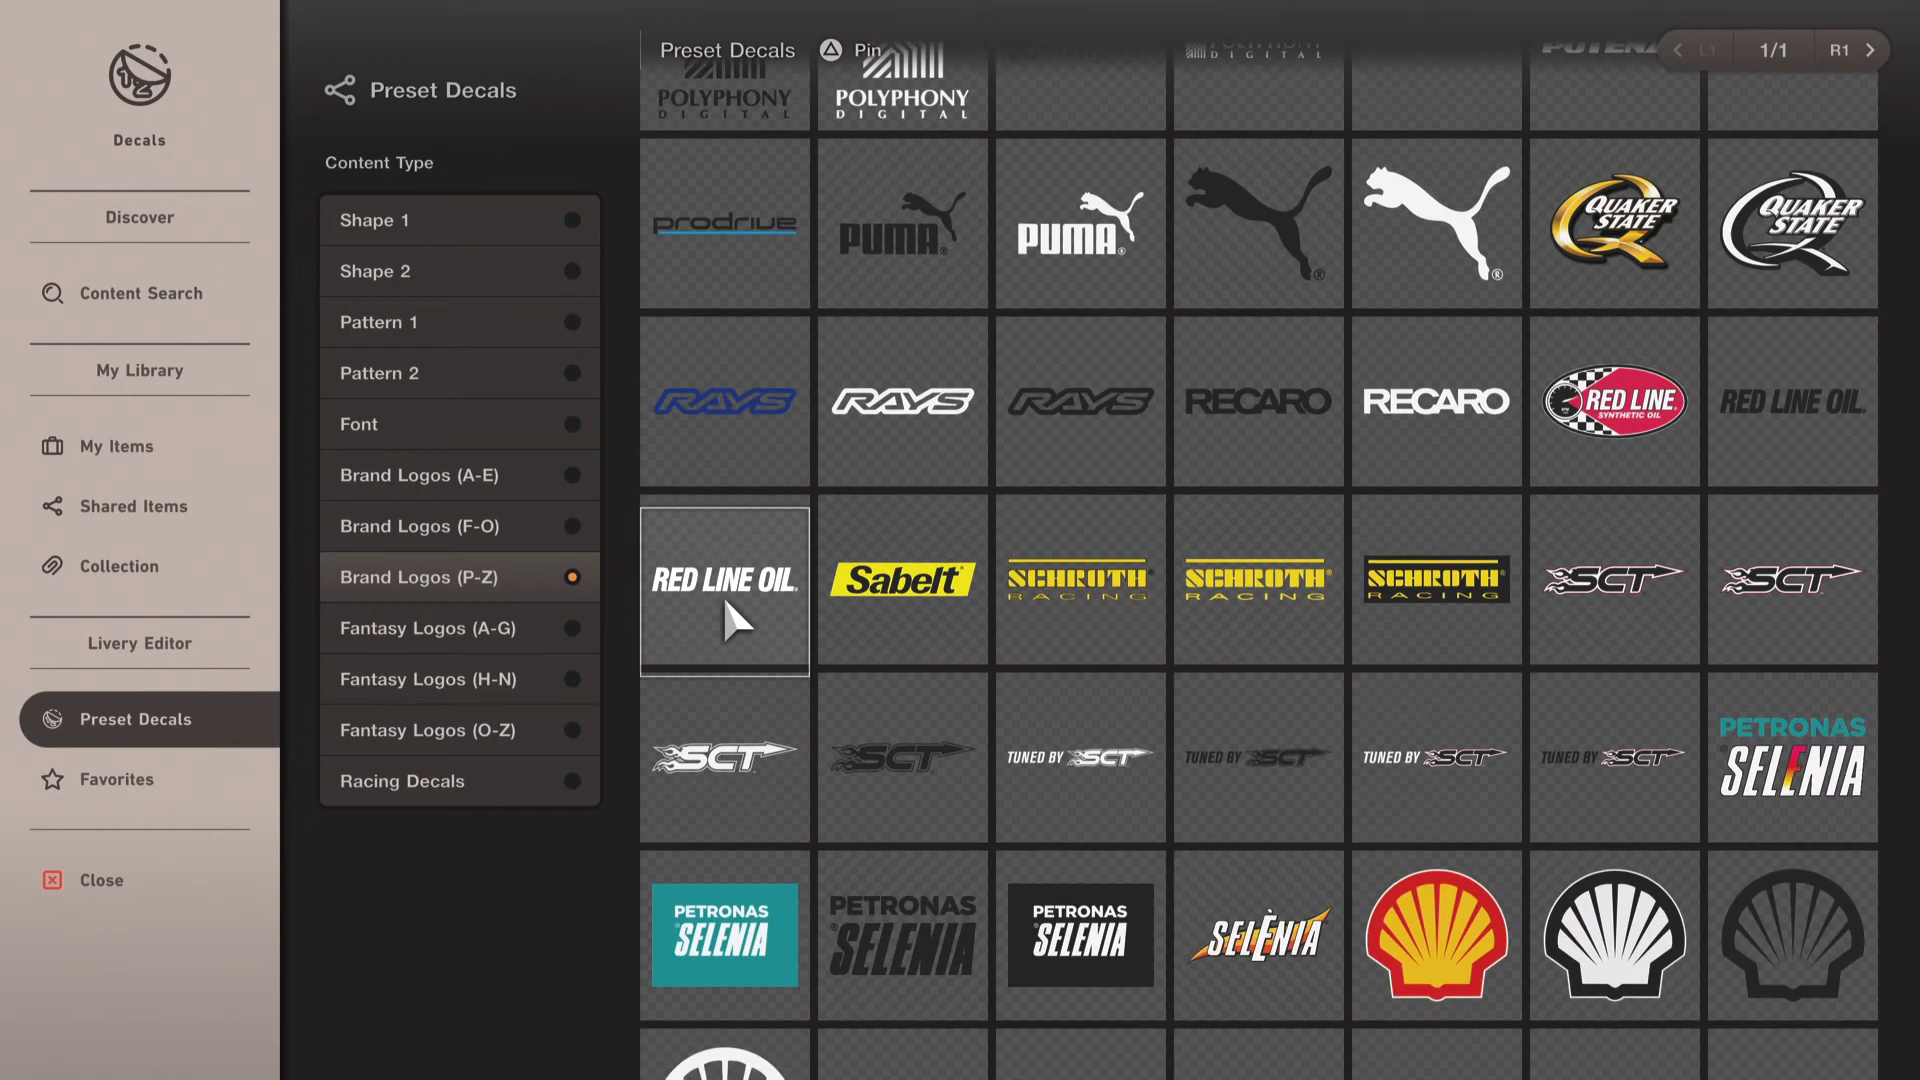 Decals
Discover
Content Search
My Library
My Items
Shared Items
Collection
Livery Editor
Preset Decals
Favorites
Close
Preset Decals
Content Type
Shape 1
Shape 2
Pattern 1
Pattern 2
Font
Brand Logos (A-E)
Brand Logos (F-O)
Brand Logos (P-Z)
Fantasy Logos (A-G)
Fantasy Logos (H-N)
Fantasy Logos (O-Z)
Racing Decals
Preset Decals Pin
L1 1/1 R1
POLYPHONY
DIGITAL
POLYPHONY
DIGITAL
DIGITAL
prodrive
PUMA®
PUMA®
®
®
QUAKER
STATE
QUAKER
STATE
RAYS
RAYS
RAYS
RECARO
RECARO
RED LINE
SYNTHETIC OIL
RED LINE OIL.
RED LINE OIL.
Sabelt
SCHROTH®
RACING
SCHROTH®
RACING
SCHROTH®
RACING
SCT
SCT
SCT
SCT
TUNED BY SCT
TUNED BY SCT
TUNED BY SCT
TUNED BY SCT
PETRONAS
SELENIA
PETRONAS
SELENIA
PETRONAS
SELENIA
PETRONAS
SELENIA
SELÈNIA